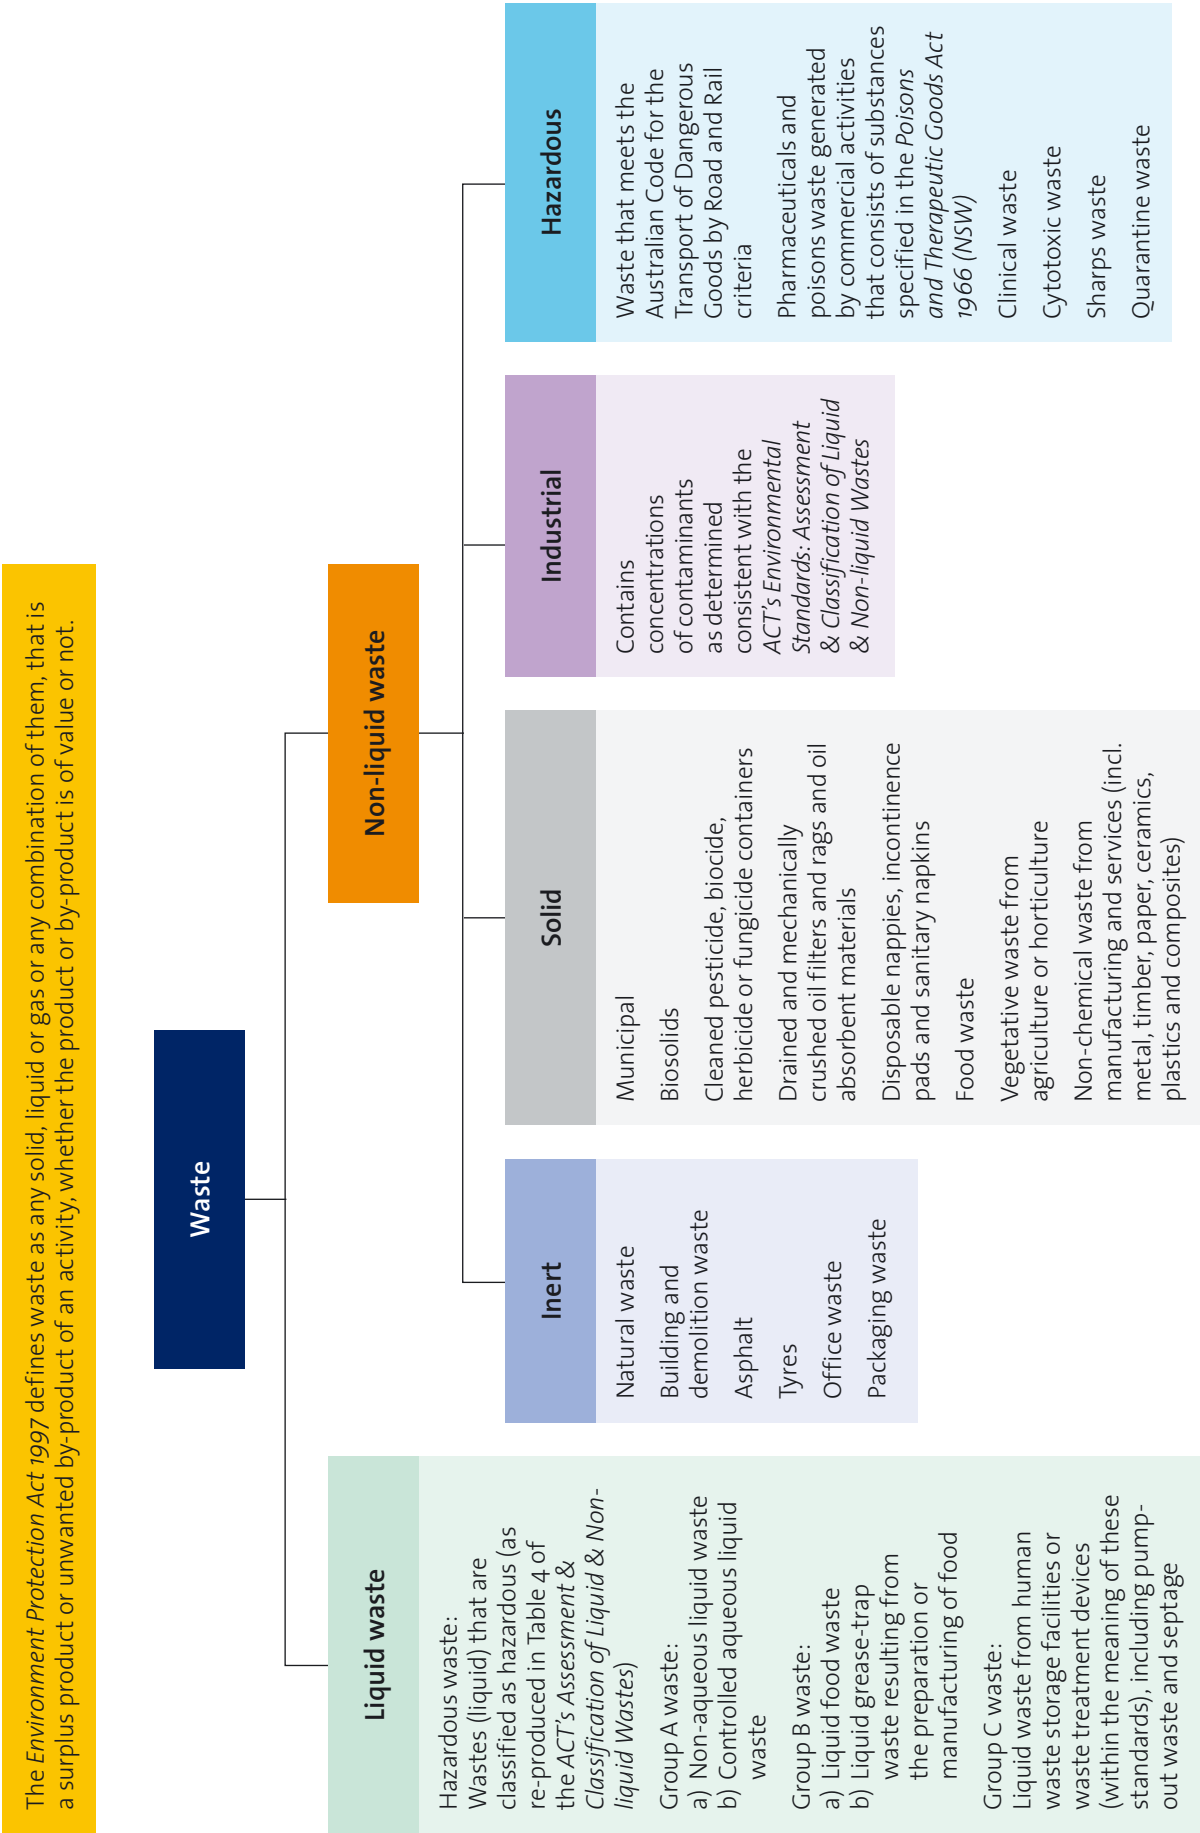 The Environment Protection Act 1997 defines waste as any solid, liquid or gas or any combination of them, that is
a surplus product or unwanted by-product of an activity, whether the product or by-product is of value or not.
Waste
Liquid waste
Hazardous waste:
Wastes (liquid) that are
classified as hazardous (as
re-produced in Table 4 of
the ACT's Assessment &
Classification of Liquid & Non-
liquid Wastes)
Group A waste:
a) Non-aqueous liquid waste
b) Controlled aqueous liquid
waste
Group B waste:
a) Liquid food waste
b) Liquid grease-trap
waste resulting from
the preparation or
manufacturing of food
Group C waste:
Liquid waste from human
waste storage facilities or
waste treatment devices
(within the meaning of these
standards), including pump-
out waste and septage
Non-liquid waste
Inert
Natural waste
Building and
demolition waste
Asphalt
Tyres
Office waste
Packaging waste
Solid
Municipal
Biosolids
Cleaned pesticide, biocide,
herbicide or fungicide containers
Drained and mechanically
crushed oil filters and rags and oil
absorbent materials
Disposable nappies, incontinence
pads and sanitary napkins
Food waste
Vegetative waste from
agriculture or horticulture
Non-chemical waste from
manufacturing and services (incl.
metal, timber, paper, ceramics,
plastics and composites)
Industrial
Contains
concentrations
of contaminants
as determined
consistent with the
ACT's Environmental
Standards: Assessment
& Classification of Liquid
& Non-liquid Wastes
Hazardous
Waste that meets the
Australian Code for the
Transport of Dangerous
Goods by Road and Rail
criteria
Pharmaceuticals and
poisons waste generated
by commercial activities
that consists of substances
specified in the Poisons
and Therapeutic Goods Act
1966 (NSW)
Clinical waste
Cytotoxic waste
Sharps waste
Quarantine waste